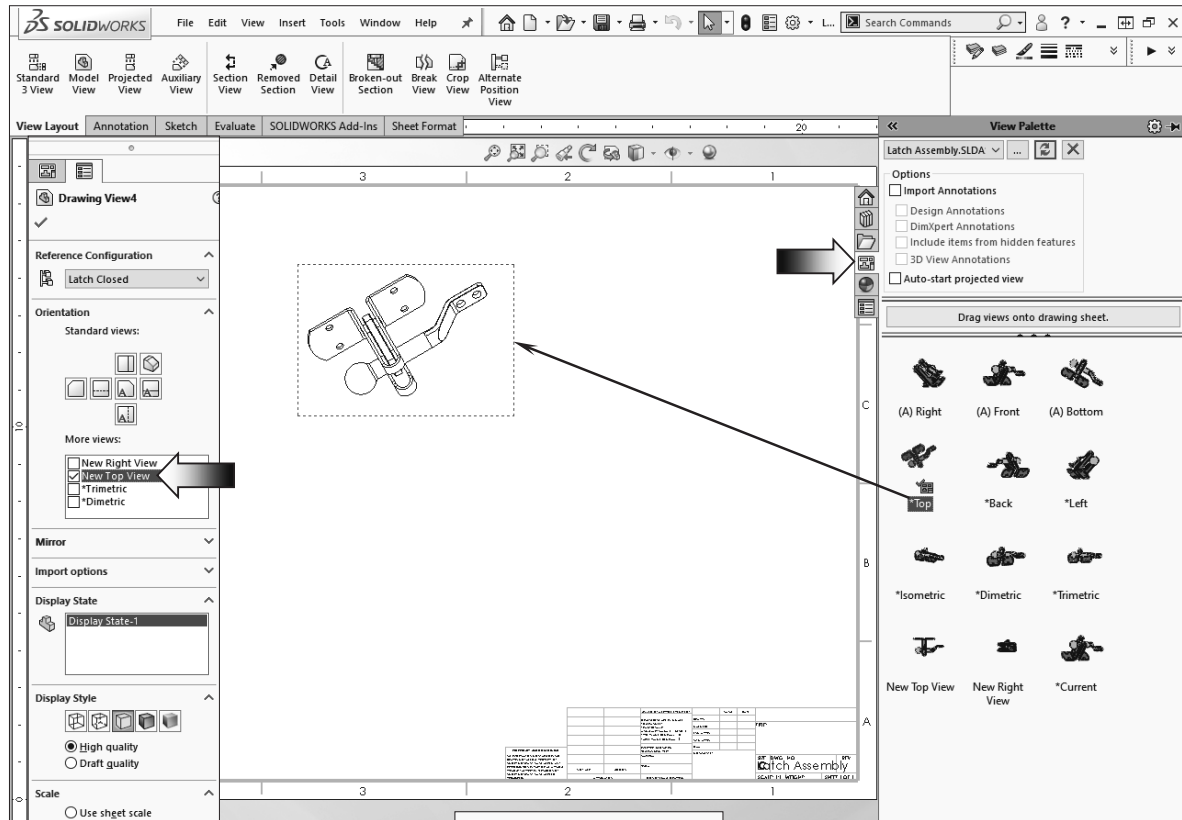 SOLIDWORKS File Edit View Insert Tools Window Help L... Search Commands ?
Standard 3 View
Model View
Projected View
Auxiliary View
Section View
Removed Section
Detail View
Broken-out Section
Break View
Crop View
Alternate Position View
View Layout Annotation Sketch Evaluate SOLIDWORKS Add-Ins Sheet Format
20
View Palette
Drawing View4
Reference Configuration
Latch Closed
Orientation
Standard views:
More views:
New Right View
New Top View
*Trimetric
*Dimetric
Mirror
Import options
Display State
Display State-1
Display Style
High quality
Draft quality
Scale
Use sheet scale
10
0
3 2 1
C
B
A
Latch Assembly
3 2 1
Latch Assembly.SLDA
...
Options
Import Annotations
Design Annotations
DimXpert Annotations
Include items from hidden features
3D View Annotations
Auto-start projected view
Drag views onto drawing sheet.
(A) Right (A) Front (A) Bottom
*Top *Back *Left
*Isometric *Dimetric *Trimetric
New Top View New Right View *Current